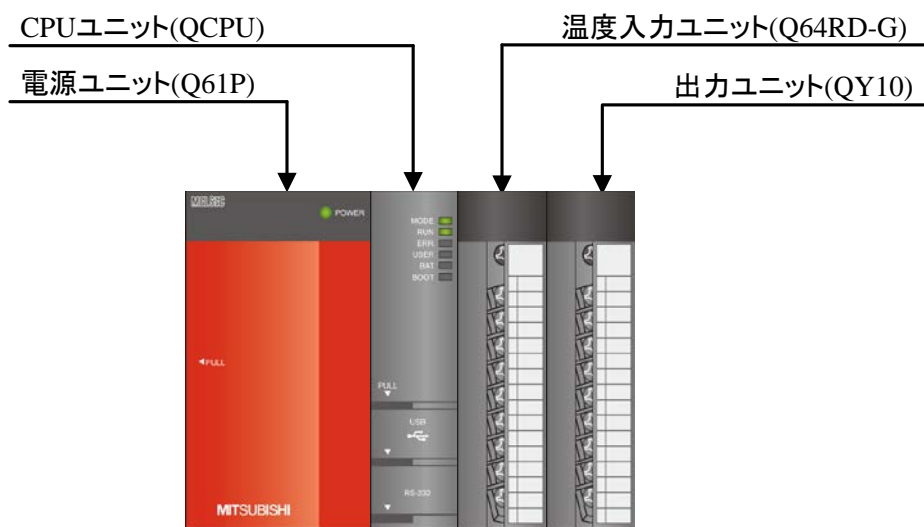 CPUユニット(QCPU)
温度入力ユニット(Q64RD-G)
電源ユニット(Q61P)
出力ユニット(QY10)
MELSEC
POWER
MODE
RUN
ERR.
USER
BAT.
BOOT
◀PULL
PULL
▼
USB
▼
RS-232
▼
MITSUBISHI